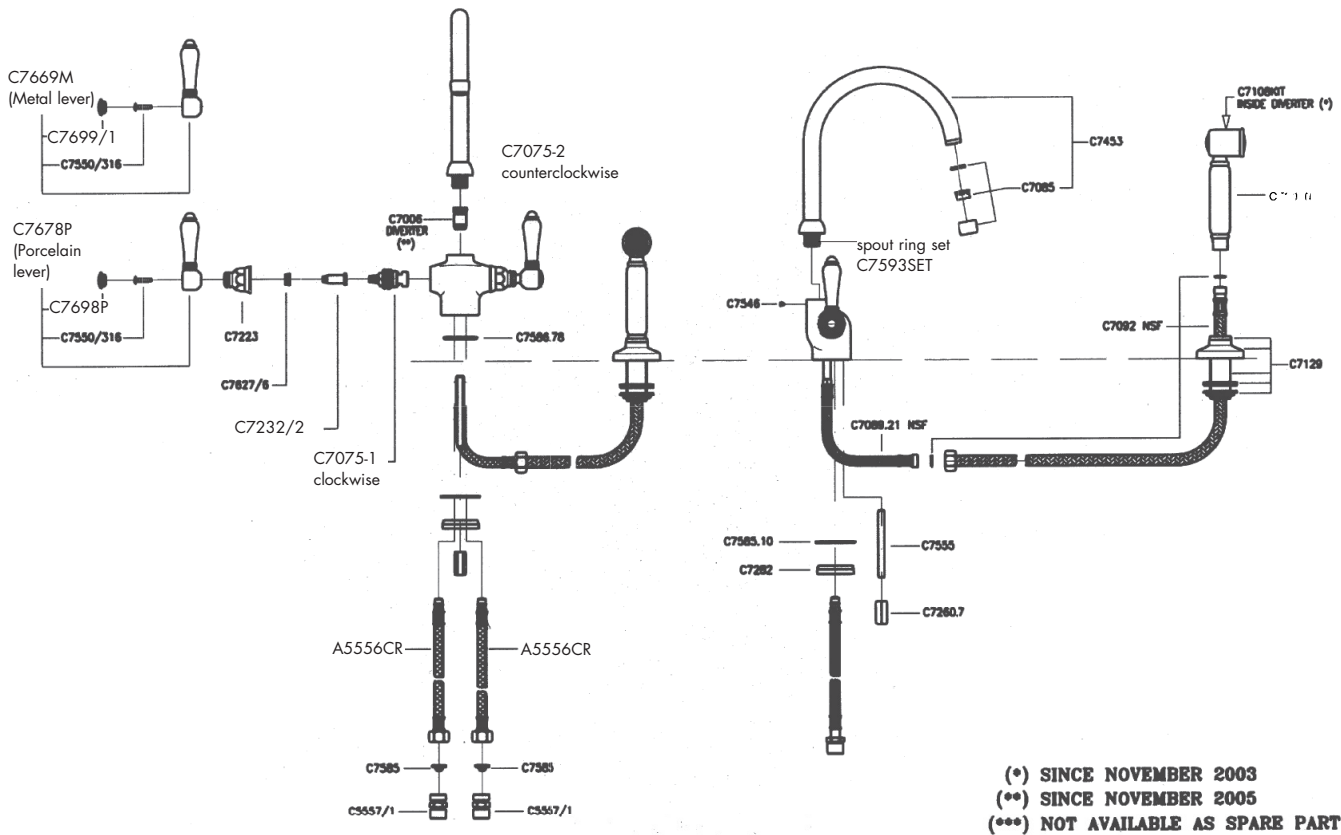 C7669M
(Metal lever)
C7699/1
C7550/316
C7678P
(Porcelain
lever)
C7698P
C7550/316
C7223
C7627/6
C7232/2
C7075-1
clockwise
C7075-2
counterclockwise
C7006
DIVERTER
(**)
C7586.78
A5556CR
A5556CR
C7585
C7585
C5557/1
C5557/1
C7453
C7085
spout ring set
C7593SET
C7546
C7089.21 NSF
C7585.10
C7282
C7555
C7260.7
C7108KIT
INSIDE DIVERTER (*)
C7092 NSF
C7129
(*) SINCE NOVEMBER 2003
(**) SINCE NOVEMBER 2005
(***) NOT AVAILABLE AS SPARE PART